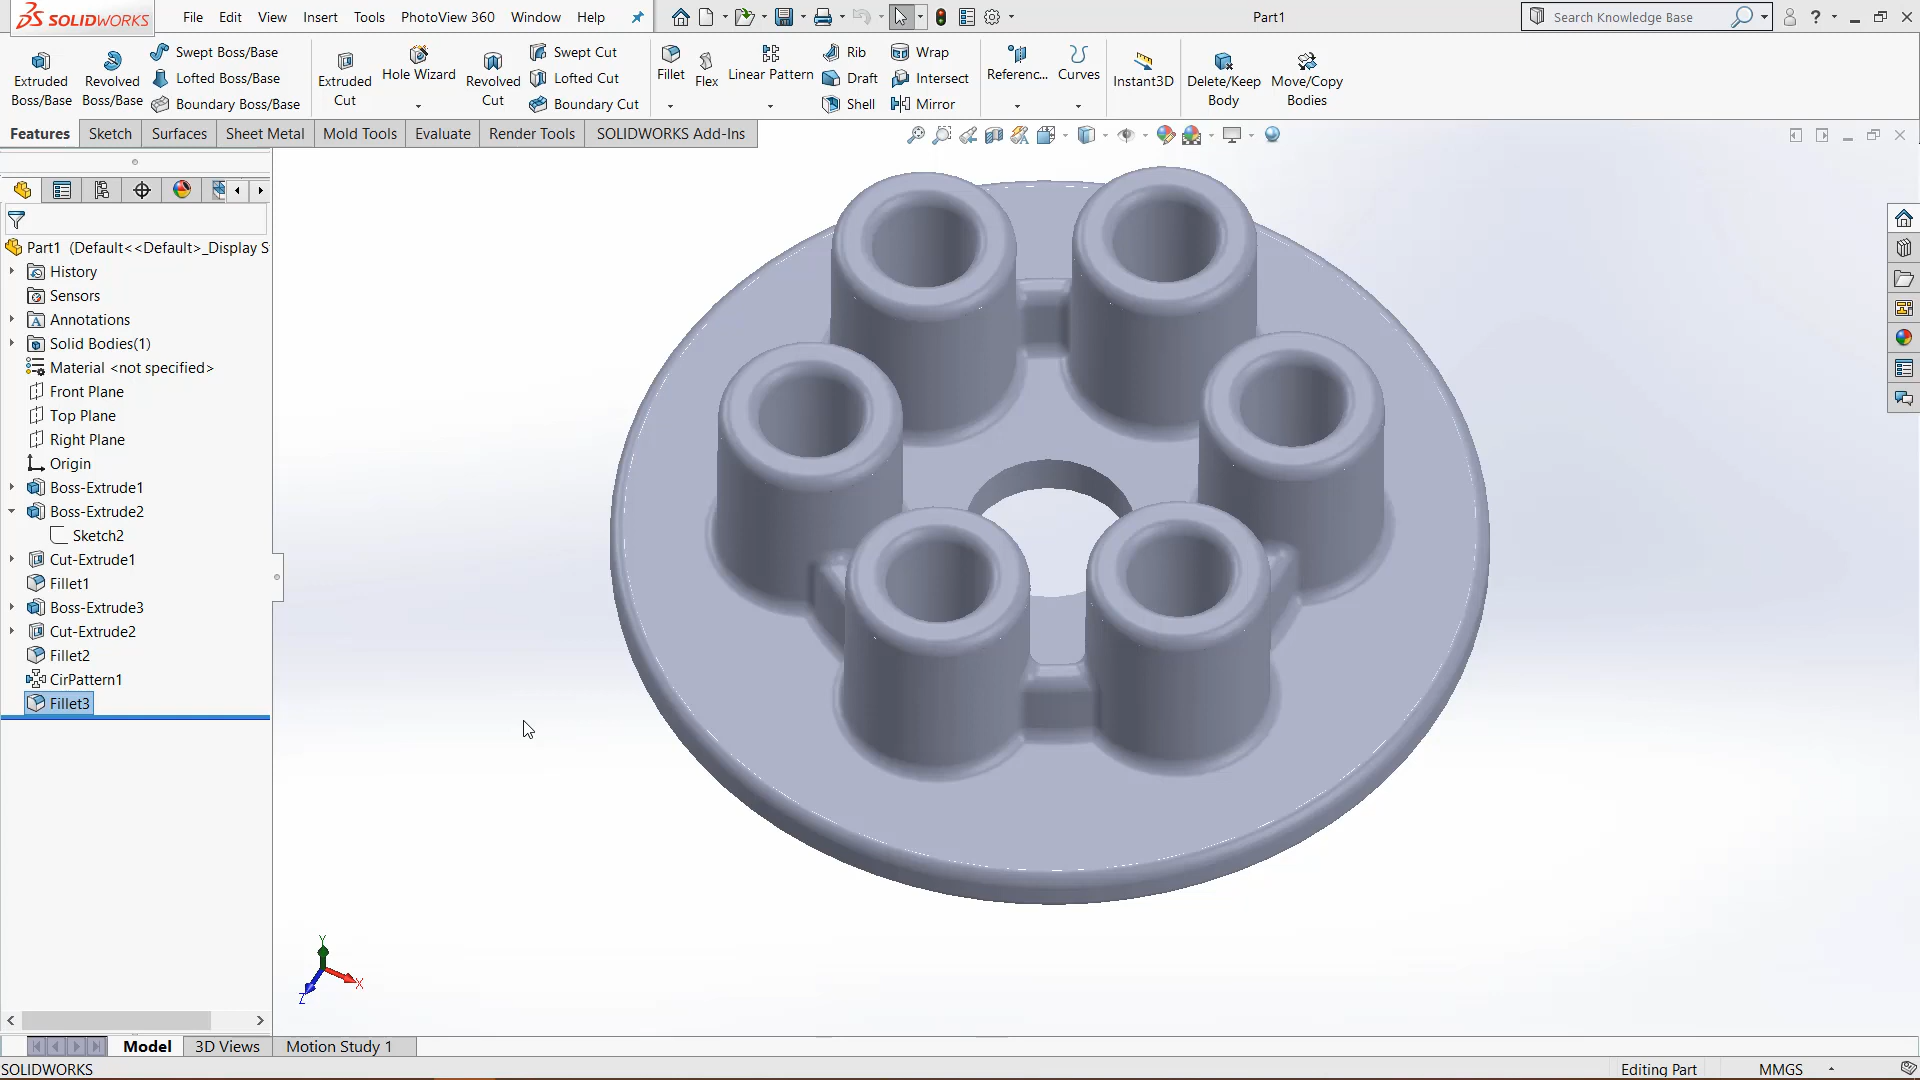 SOLIDWORKS File Edit View Insert Tools PhotoView 360 Window Help Part1 Search Knowledge Base ?
Extruded Boss/Base Revolved Boss/Base Swept Boss/Base Lofted Boss/Base Boundary Boss/Base Extruded Cut Hole Wizard Revolved Cut Swept Cut Lofted Cut Boundary Cut Fillet Flex Linear Pattern Rib Draft Shell Wrap Intersect Mirror Referenc... Curves Instant3D Delete/Keep Body Move/Copy Bodies
Features Sketch Surfaces Sheet Metal Mold Tools Evaluate Render Tools SOLIDWORKS Add-Ins
Part1 (Default<<Default>_Display S
History
Sensors
A Annotations
Solid Bodies(1)
Material <not specified>
Front Plane
Top Plane
Right Plane
Origin
Boss-Extrude1
Boss-Extrude2
Sketch2
Cut-Extrude1
Fillet1
Boss-Extrude3
Cut-Extrude2
Fillet2
CirPattern1
Fillet3
Y
X
Z
Model 3D Views Motion Study 1
SOLIDWORKS Editing Part MMGS